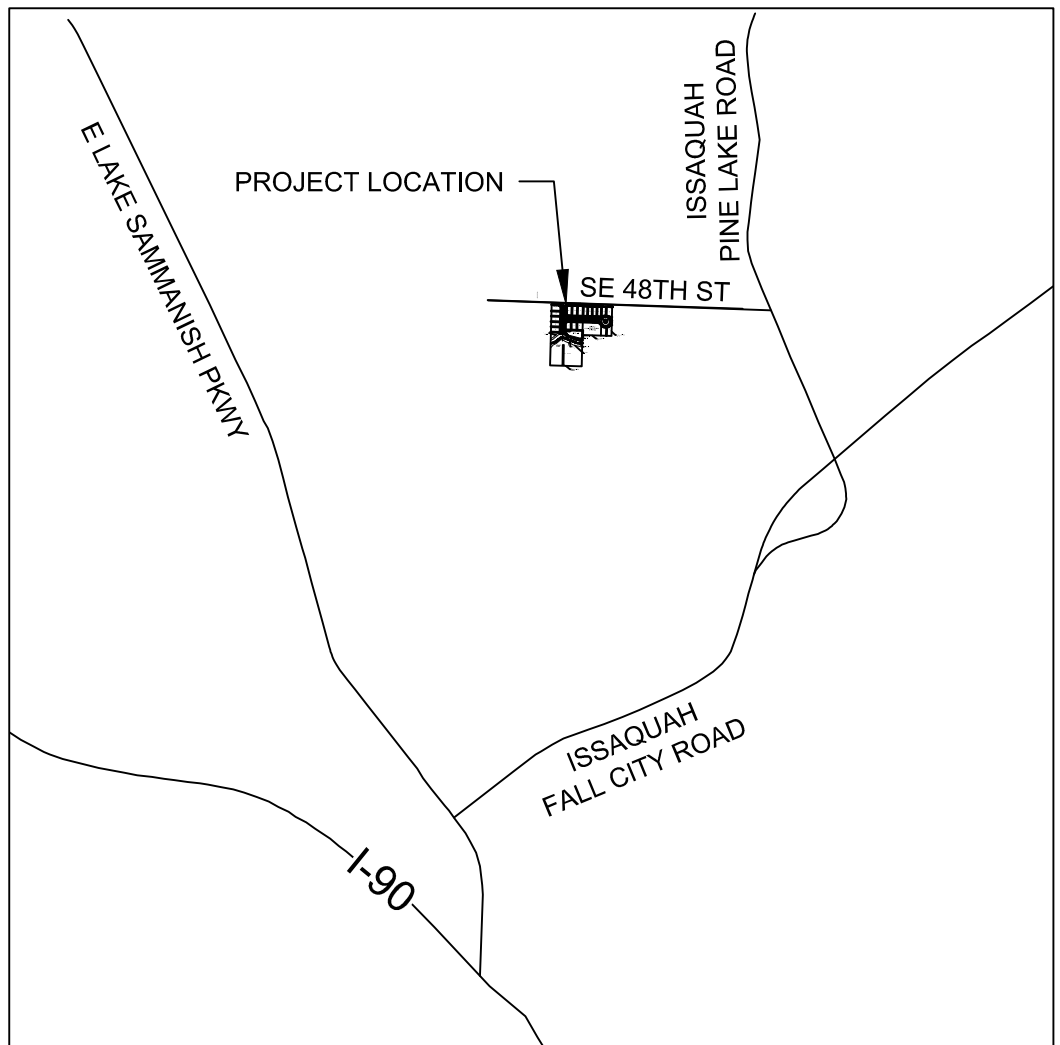 ISSAQUAH
PINE LAKE ROAD
E LAKE SAMMANISH PKWY
PROJECT LOCATION
SE 48TH ST
ISSAQUAH
FALL CITY ROAD
I-90